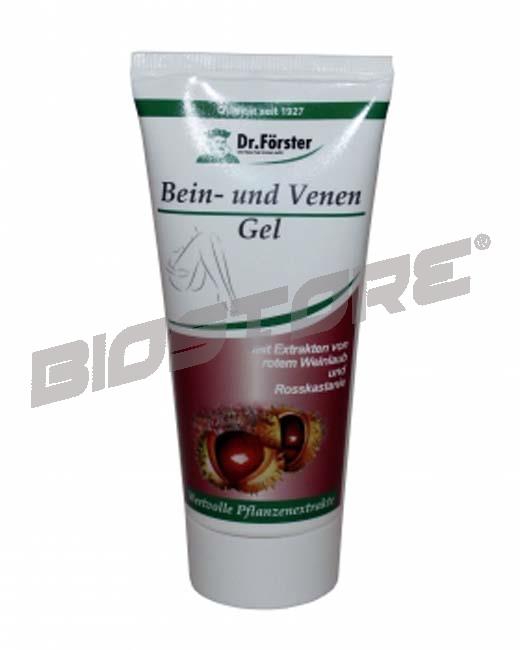 Qualität seit 1927
Dr.Förster
Bein- und Venen
Gel
BIOSTORE®
mit Extrakten von
rotem Weinlaub
und
Rosskastanie
Wertvolle Pflanzenextrakte